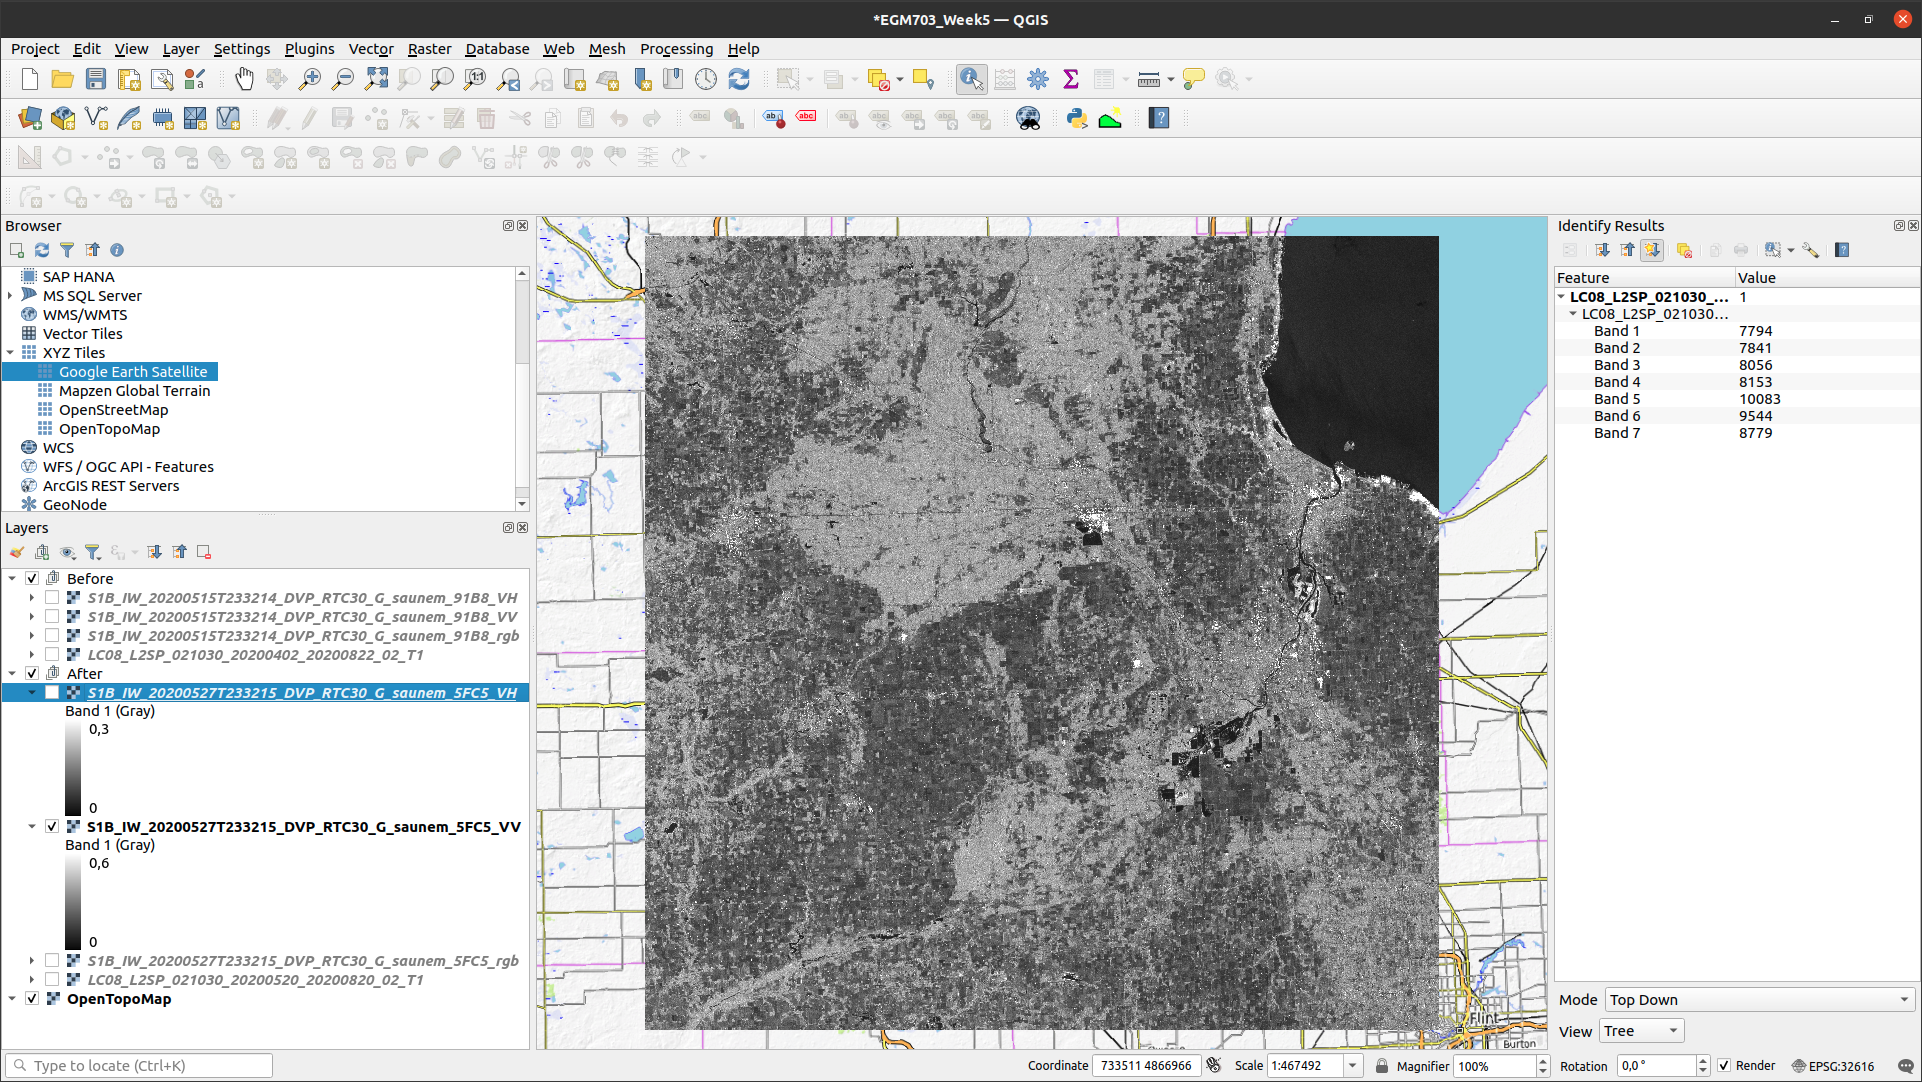 *EGM703_Week5 — QGIS
Project Edit View Layer Settings Plugins Vector Raster Database Web Mesh Processing Help
Browser
SAP HANA
MS SQL Server
WMS/WMTS
Vector Tiles
XYZ Tiles
Google Earth Satellite
Mapzen Global Terrain
OpenStreetMap
OpenTopoMap
WCS
WFS / OGC API - Features
ArcGIS REST Servers
GeoNode
Layers
Before
S1B_IW_20200515T233214_DVP_RTC30_G_saunem_91B8_VH
S1B_IW_20200515T233214_DVP_RTC30_G_saunem_91B8_VV
S1B_IW_20200515T233214_DVP_RTC30_G_saunem_91B8_rgb
LC08_L2SP_021030_20200402_20200822_02_T1
After
S1B_IW_20200527T233215_DVP_RTC30_G_saunem_5FC5_VH
Band 1 (Gray)
0,3
0
S1B_IW_20200527T233215_DVP_RTC30_G_saunem_5FC5_VV
Band 1 (Gray)
0,6
0
S1B_IW_20200527T233215_DVP_RTC30_G_saunem_5FC5_rgb
LC08_L2SP_021030_20200520_20200820_02_T1
OpenTopoMap
Flint
Burton
Identify Results
Feature Value
LC08_L2SP_021030_... 1
LC08_L2SP_021030...
Band 1 7794
Band 2 7841
Band 3 8056
Band 4 8153
Band 5 10083
Band 6 9544
Band 7 8779
Mode Top Down
View Tree
Type to locate (Ctrl+K)
Coordinate 733511 4866966 Scale 1:467492 Magnifier 100% Rotation 0,0 ° Render EPSG:32616